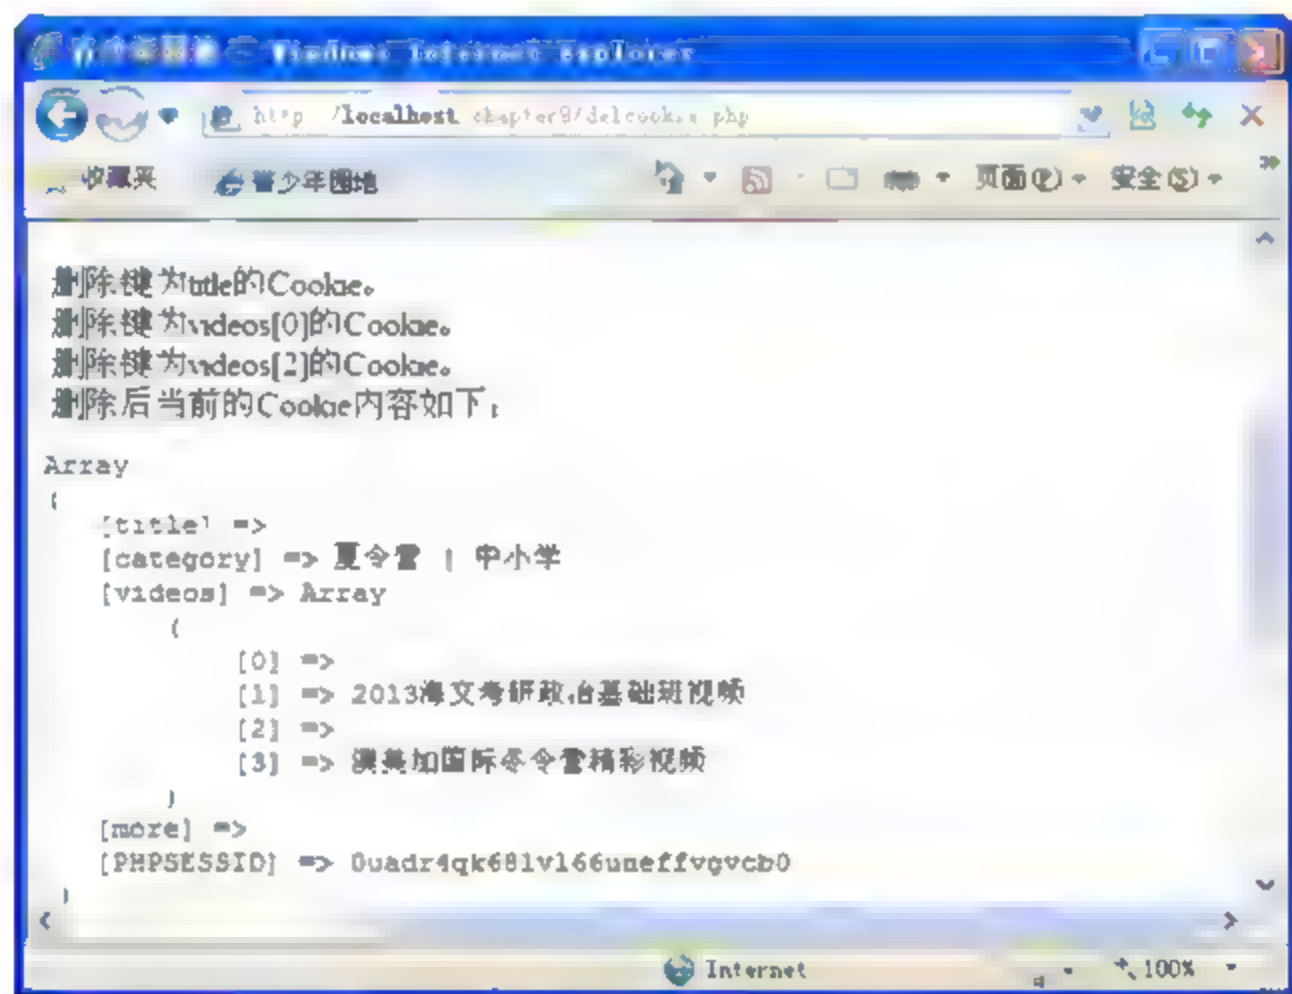 Windows Internet Explorer
http /localhost chapter9/delcookie php
收藏夹 青少年园地 页面(P) 安全(S)
删除键为title的Cookie。
删除键为videos[0]的Cookie。
删除键为videos[2]的Cookie。
删除后当前的Cookie内容如下:
Array
(
[title] =>
[category] => 夏令营 | 中小学
[videos] => Array
(
[0] =>
[1] => 2013海文考研政治基础班视频
[2] =>
[3] => 澳美加国际冬令营精彩视频
)
[more] =>
[PHPSESSID] => 0uadr4qk681v166uneffvgvcb0
)
Internet 100%